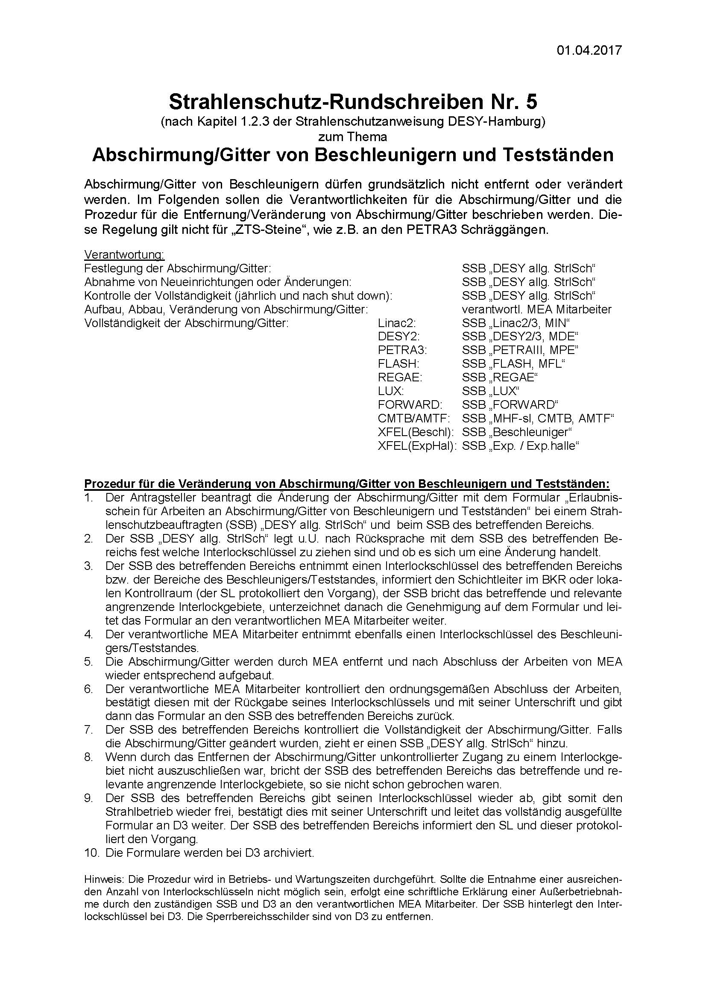 01.04.2017
Strahlenschutz-Rundschreiben Nr. 5
(nach Kapitel 1.2.3 der Strahlenschutzanweisung DESY-Hamburg)
zum Thema
Abschirmung/Gitter von Beschleunigern und Testständen
Abschirmung/Gitter von Beschleunigern dürfen grundsätzlich nicht entfernt oder verändert
werden. Im Folgenden sollen die Verantwortlichkeiten für die Abschirmung/Gitter und die
Prozedur für die Entfernung/Veränderung von Abschirmung/Gitter beschrieben werden. Die-
se Regelung gilt nicht für „ZTS-Steine“, wie z.B. an den PETRA3 Schräggängen.
Verantwortung:
Festlegung der Abschirmung/Gitter: SSB „DESY allg. StrlSch“
Abnahme von Neueinrichtungen oder Änderungen: SSB „DESY allg. StrlSch“
Kontrolle der Vollständigkeit (jährlich und nach shut down): SSB „DESY allg. StrlSch“
Aufbau, Abbau, Veränderung von Abschirmung/Gitter: verantwortl. MEA Mitarbeiter
Vollständigkeit der Abschirmung/Gitter: Linac2: SSB „Linac2/3, MIN“
DESY2: SSB „DESY2/3, MDE“
PETRA3: SSB „PETRAIII, MPE”
FLASH: SSB „FLASH, MFL“
REGAE: SSB „REGAE“
LUX: SSB „LUX“
FORWARD: SSB „FORWARD“
CMTB/AMTF: SSB „MHF-sl, CMTB, AMTF“
XFEL(Beschl): SSB „Beschleuniger“
XFEL(ExpHal): SSB „Exp. / Exp.halle“
Prozedur für die Veränderung von Abschirmung/Gitter von Beschleunigern und Testständen:
1. Der Antragsteller beantragt die Änderung der Abschirmung/Gitter mit dem Formular „Erlaubnis-
schein für Arbeiten an Abschirmung/Gitter von Beschleunigern und Testständen“ bei einem Strah-
lenschutzbeauftragten (SSB) „DESY allg. StrlSch“ und  beim SSB des betreffenden Bereichs.
2. Der SSB „DESY allg. StrlSch“ legt u.U. nach Rücksprache mit dem SSB des betreffenden Be-
reichs fest welche Interlockschlüssel zu ziehen sind und ob es sich um eine Änderung handelt.
3. Der SSB des betreffenden Bereichs entnimmt einen Interlockschlüssel des betreffenden Bereichs
bzw. der Bereiche des Beschleunigers/Teststandes, informiert den Schichtleiter im BKR oder loka-
len Kontrollraum (der SL protokolliert den Vorgang), der SSB bricht das betreffende und relevante
angrenzende Interlockgebiete, unterzeichnet danach die Genehmigung auf dem Formular und lei-
tet das Formular an den verantwortlichen MEA Mitarbeiter weiter.
4. Der verantwortliche MEA Mitarbeiter entnimmt ebenfalls einen Interlockschlüssel des Beschleuni-
gers/Teststandes.
5. Die Abschirmung/Gitter werden durch MEA entfernt und nach Abschluss der Arbeiten von MEA
wieder entsprechend aufgebaut.
6. Der verantwortliche MEA Mitarbeiter kontrolliert den ordnungsgemäßen Abschluss der Arbeiten,
bestätigt diesen mit der Rückgabe seines Interlockschlüssels und mit seiner Unterschrift und gibt
dann das Formular an den SSB des betreffenden Bereichs zurück.
7. Der SSB des betreffenden Bereichs kontrolliert die Vollständigkeit der Abschirmung/Gitter. Falls
die Abschirmung/Gitter geändert wurden, zieht er einen SSB „DESY allg. StrlSch“ hinzu.
8. Wenn durch das Entfernen der Abschirmung/Gitter unkontrollierter Zugang zu einem Interlockge-
biet nicht auszuschließen war, bricht der SSB des betreffenden Bereichs das betreffende und re-
levante angrenzende Interlockgebiete, so sie nicht schon gebrochen waren.
9. Der SSB des betreffenden Bereichs gibt seinen Interlockschlüssel wieder ab, gibt somit den
Strahlbetrieb wieder frei, bestätigt dies mit seiner Unterschrift und leitet das vollständig ausgefüllte
Formular an D3 weiter. Der SSB des betreffenden Bereichs informiert den SL und dieser protokol-
liert den Vorgang.
10. Die Formulare werden bei D3 archiviert.
Hinweis: Die Prozedur wird in Betriebs- und Wartungszeiten durchgeführt. Sollte die Entnahme einer ausreichen-
den Anzahl von Interlockschlüsseln nicht möglich sein, erfolgt eine schriftliche Erklärung einer Außerbetriebnah-
me durch den zuständigen SSB und D3 an den verantwortlichen MEA Mitarbeiter. Der SSB hinterlegt den Inter-
lockschlüssel bei D3. Die Sperrbereichsschilder sind von D3 zu entfernen.